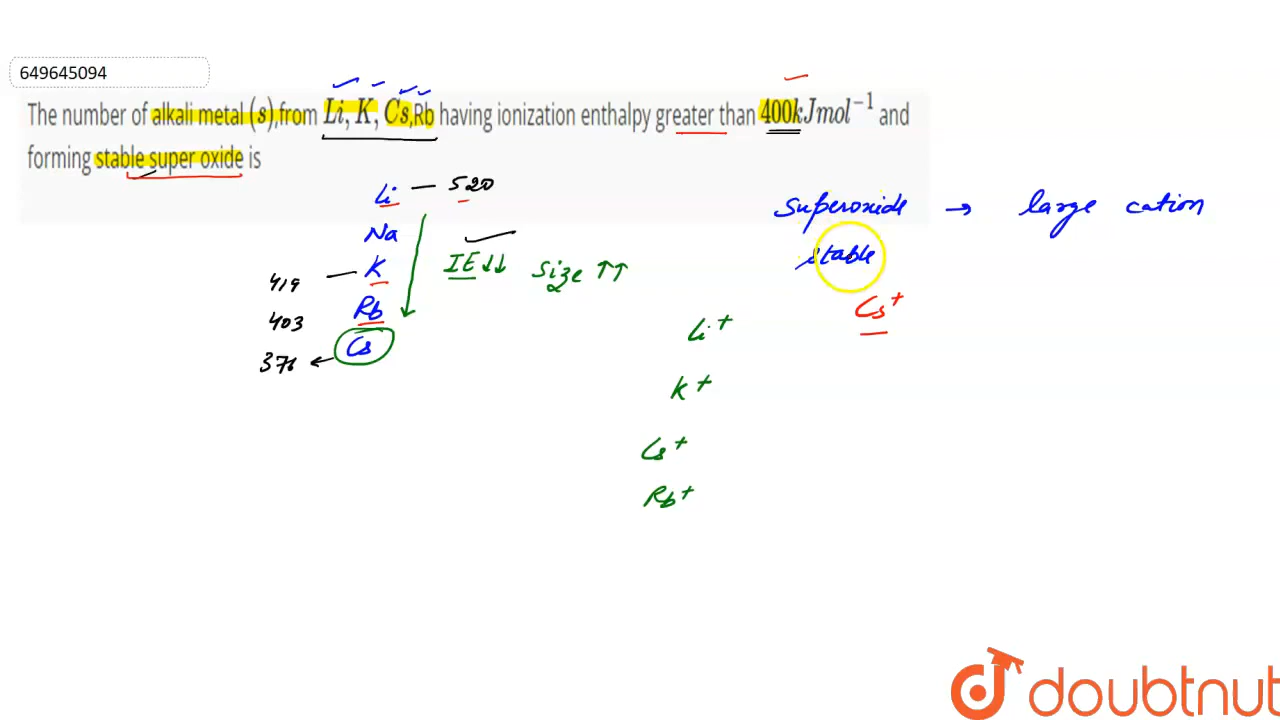 649645094
The number of alkali metal (s),from Li, K, Cs,Rb having ionization enthalpy greater than 400kJmol⁻¹ and
forming stable super oxide is
Li — 520
Na
419 — K
403 Rb
376 ← Cs
IE↓↓ Size ↑↑
Superoxide → large cation
stable
Cs⁺
Li⁺
K⁺
Cs⁺
Rb⁺
doubtnut